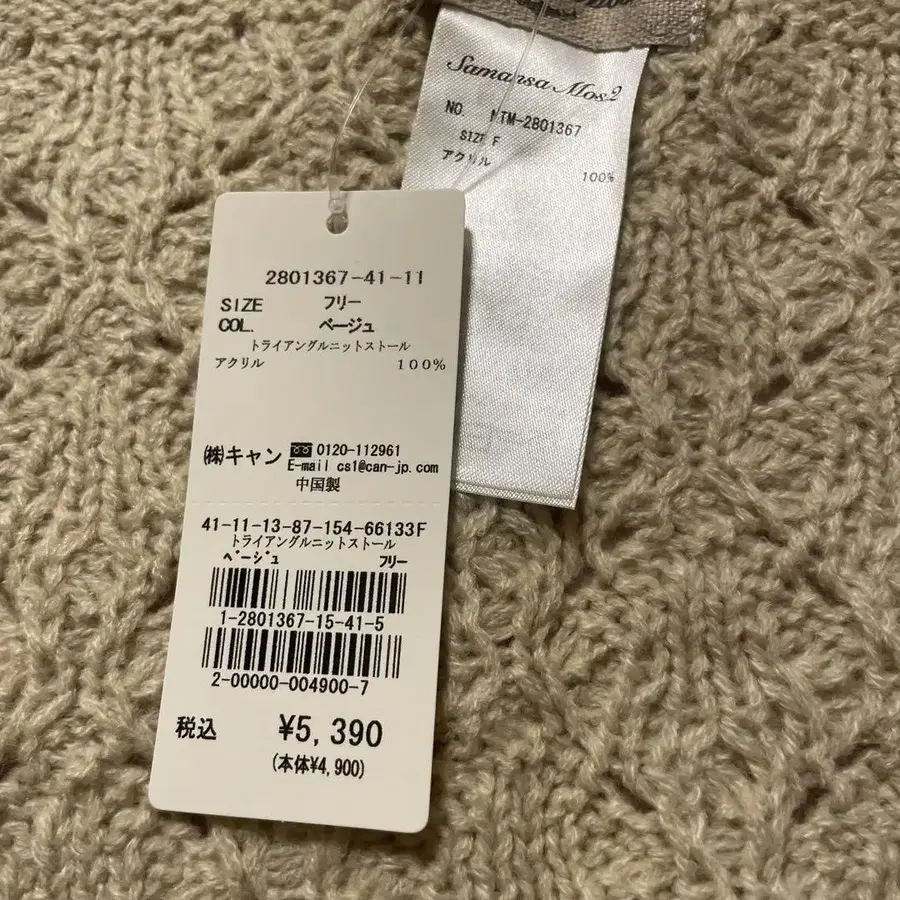 Samansa Mos2
NO. MTM-2801367
SIZE F
アクリル
100%
2801367-41-11
SIZE フリー
COL. ベージュ
トライアングルニットストール
アクリル 100%
㈱キャン 0120-112961
E-mail cs1@can-jp.com
中国製
41-11-13-87-154-66133F
トライアングルニットストール
ベージュ フリー
1-2801367-15-41-5
2-00000-004900-7
税込 ¥5,390
(本体¥4,900)